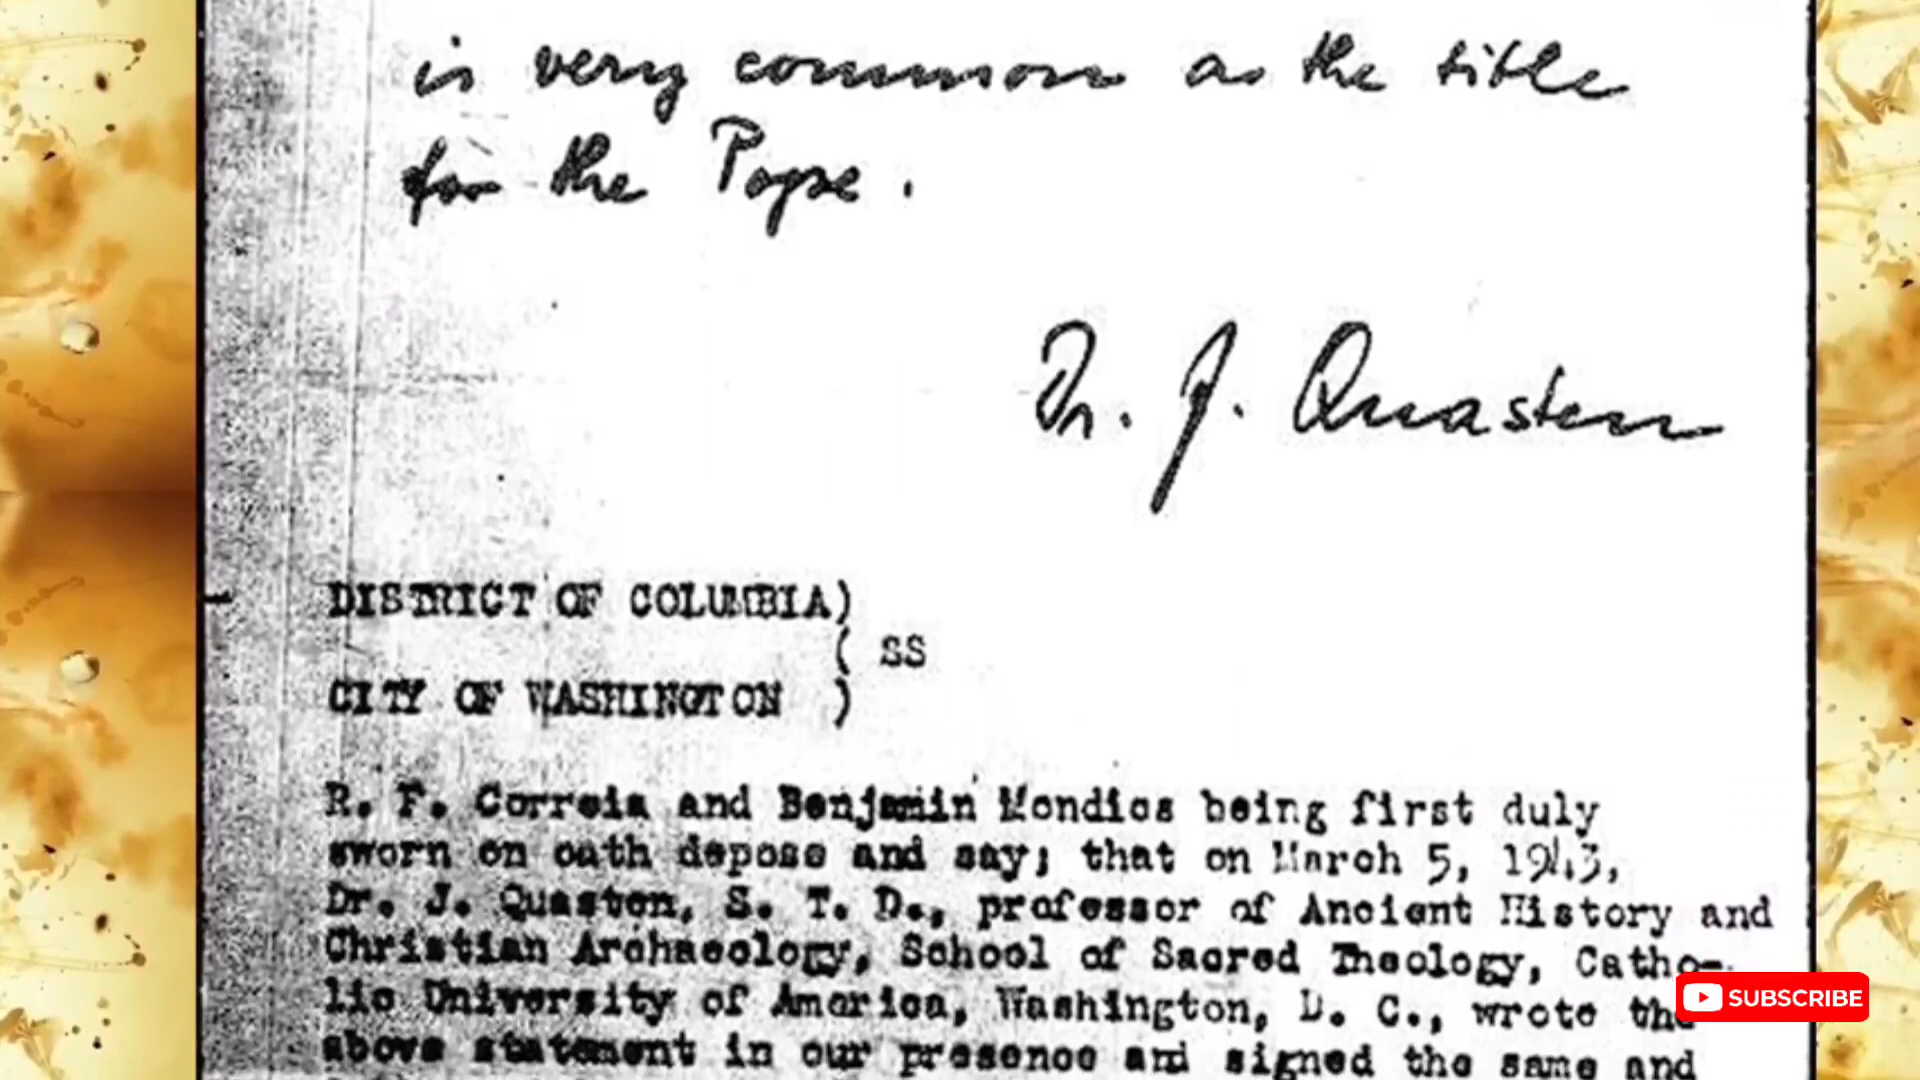 is very common as the title
for the Pope.
Dr. J. Quasten
DISTRICT OF COLUMBIA)
( SS
CITY OF WASHINGTON )
R. F. Correia and Benjamin Mondics being first duly
sworn on oath depose and say; that on March 5, 1943,
Dr. J. Quasten, S. T. D., professor of Ancient History and
Christian Archaeology, School of Sacred Theology, Catho-
lic University of America, Washington, D. C., wrote the
SUBSCRIBE
above statement in our presence and signed the same and